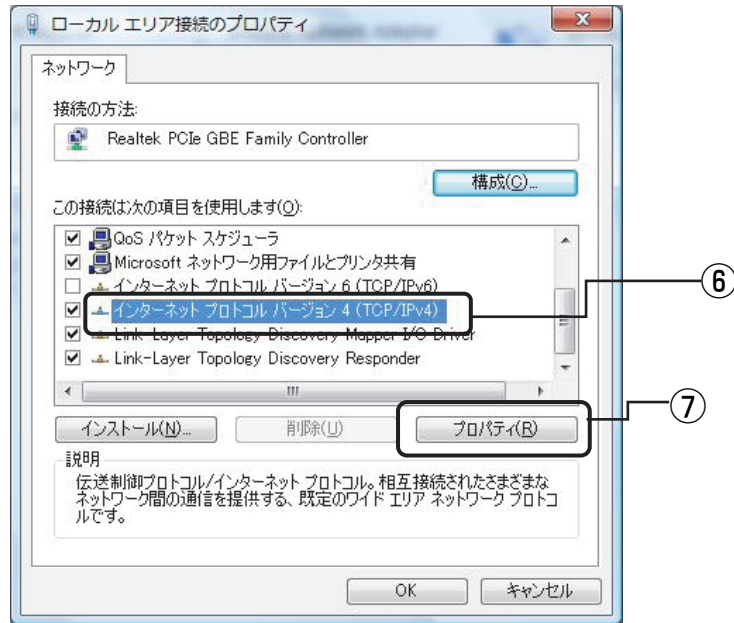 ローカル エリア接続のプロパティ
ネットワーク
接続の方法:
Realtek PCIe GBE Family Controller
構成(C)...
この接続は次の項目を使用します(O):
QoS パケット スケジューラ
Microsoft ネットワーク用ファイルとプリンタ共有
インターネット プロトコル バージョン 6 (TCP/IPv6)
インターネット プロトコル バージョン 4 (TCP/IPv4)
⑥
Link-Layer Topology Discovery Mapper I/O Driver
Link-Layer Topology Discovery Responder
インストール(N)...
削除(U)
プロパティ(R)
⑦
説明
伝送制御プロトコル/インターネット プロトコル。相互接続されたさまざまな
ネットワーク間の通信を提供する、既定のワイド エリア ネットワーク プロトコ
ルです。
OK
キャンセル